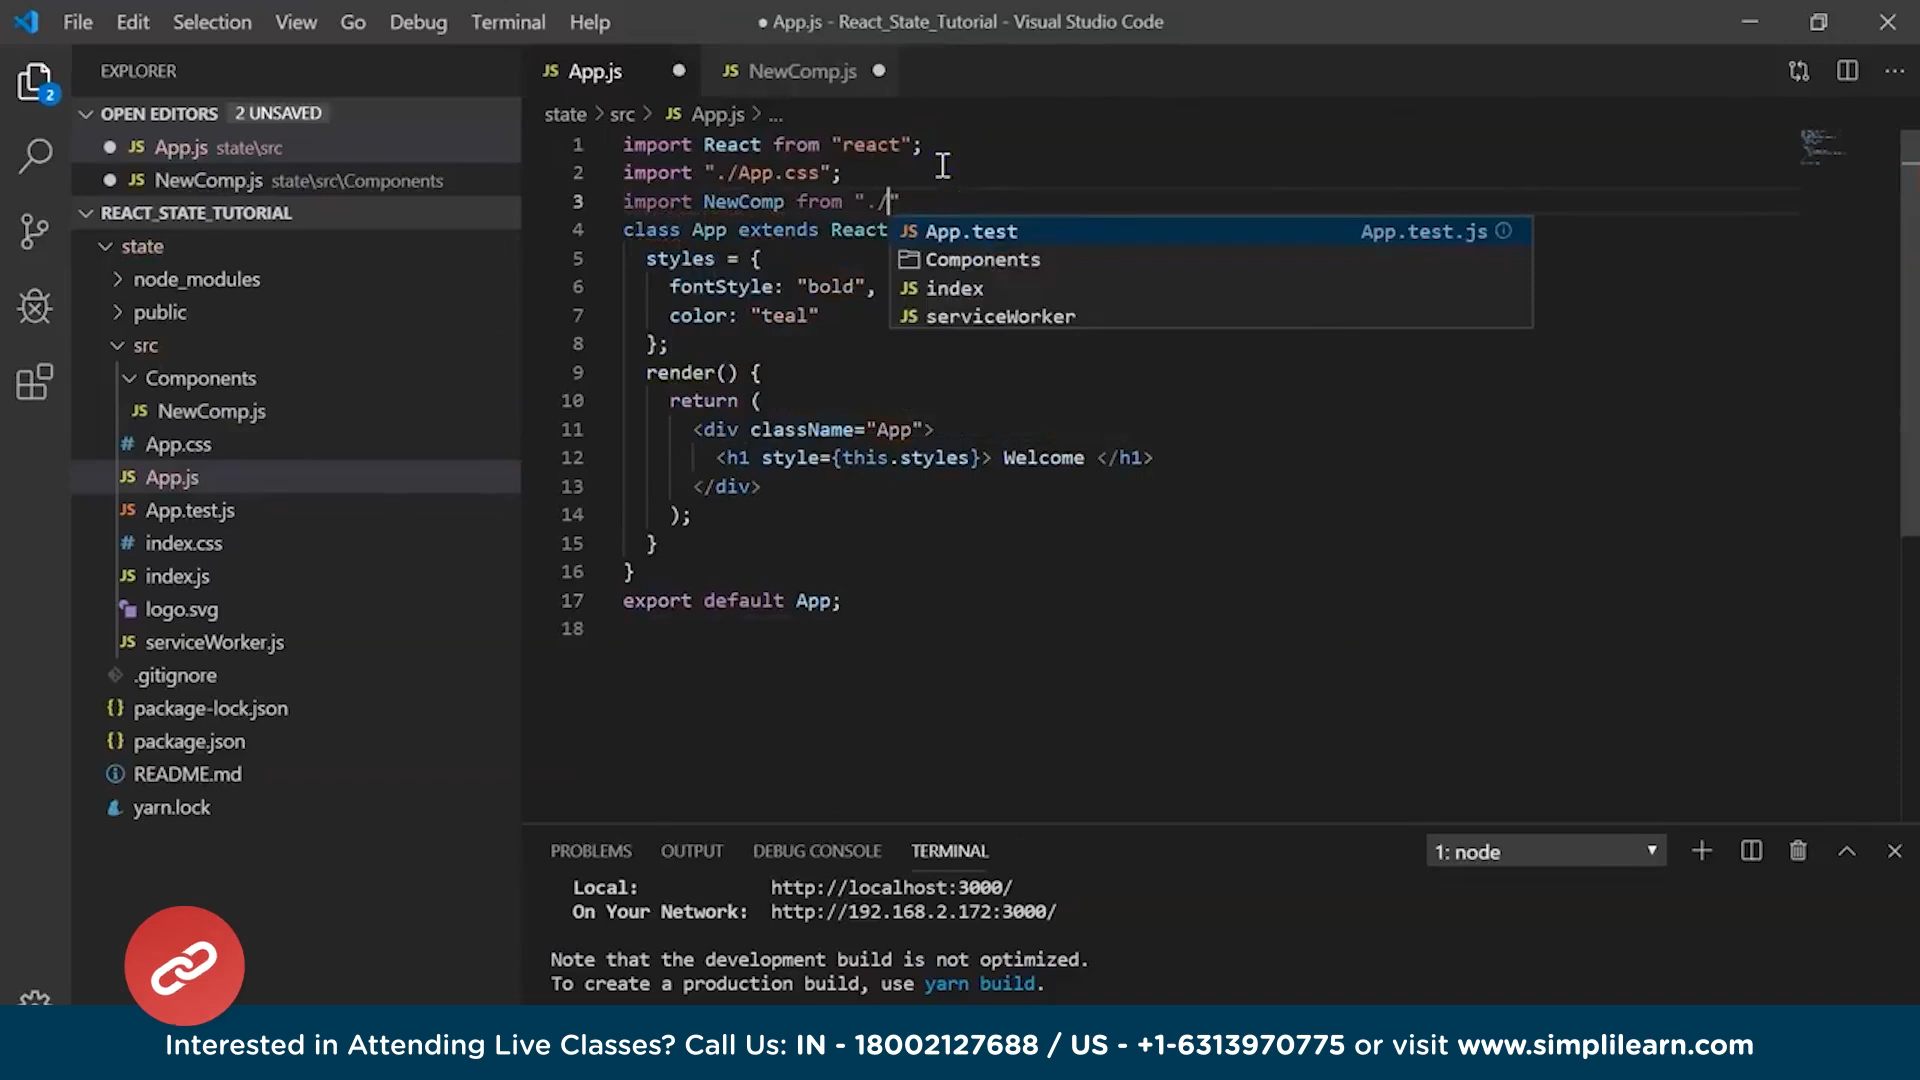 File Edit Selection View Go Debug Terminal Help
● App.js - React_State_Tutorial - Visual Studio Code
2
EXPLORER
OPEN EDITORS 2 UNSAVED
JS App.js state\src
JS NewComp.js state\src\Components
REACT_STATE_TUTORIAL
state
node_modules
public
src
Components
JS NewComp.js
# App.css
JS App.js
JS App.test.js
# index.css
JS index.js
logo.svg
JS serviceWorker.js
.gitignore
{} package-lock.json
{} package.json
README.md
yarn.lock
JS App.js
JS NewComp.js
state > src > JS App.js > ...
1 import React from "react";
2 import "./App.css";
3 import NewComp from "./"
4 class App extends React
5 styles = {
6 fontStyle: "bold",
7 color: "teal"
8 };
9 render() {
10 return (
11 <div className="App">
12 <h1 style={this.styles}> Welcome </h1>
13 </div>
14 );
15 }
16 }
17 export default App;
18
JS App.test App.test.js
Components
JS index
JS serviceWorker
PROBLEMS OUTPUT DEBUG CONSOLE TERMINAL
1: node
Local: http://localhost:3000/
On Your Network: http://192.168.2.172:3000/
Note that the development build is not optimized.
To create a production build, use yarn build.
Interested in Attending Live Classes? Call Us: IN - 18002127688 / US - +1-6313970775 or visit www.simplilearn.com